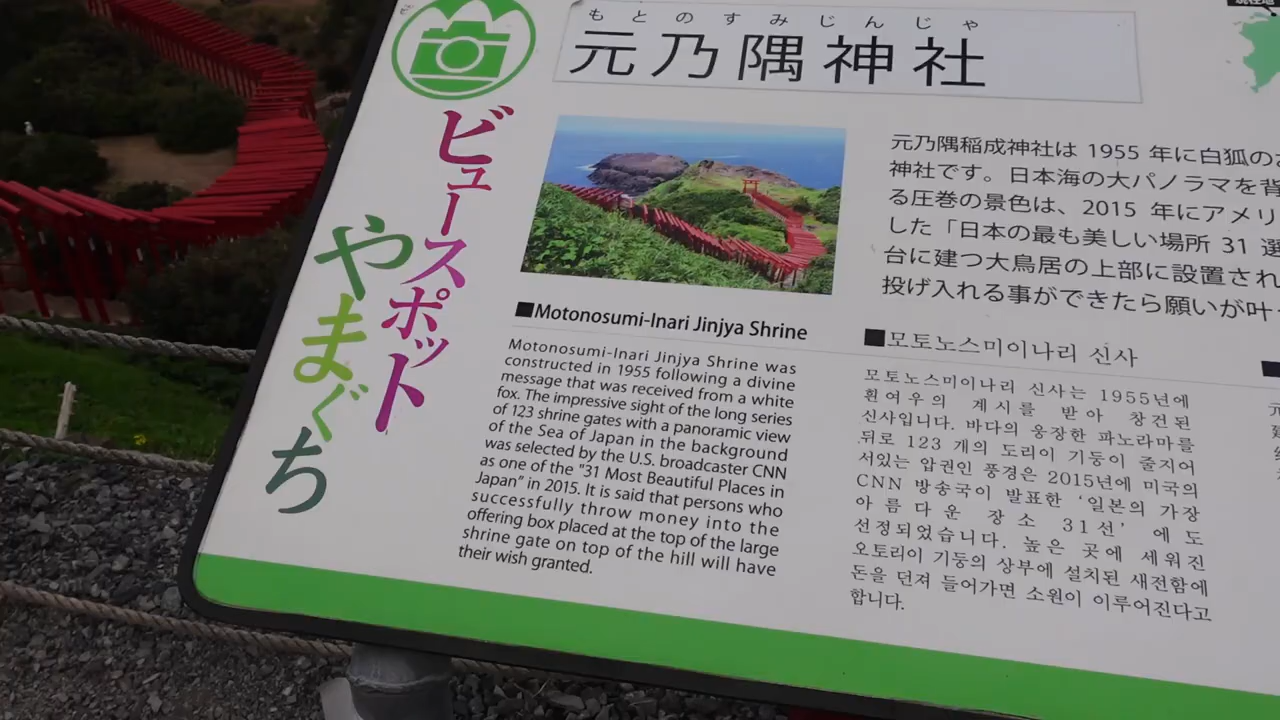 もとのすみじんじゃ
元乃隅神社
ビュースポット
やまぐち
元乃隅稲成神社は 1955 年に白狐の
神社です。日本海の大パノラマを背
る圧巻の景色は、2015 年にアメリ
した「日本の最も美しい場所 31 選
台に建つ大鳥居の上部に設置され
投げ入れる事ができたら願いが叶
■Motonosumi-Inari Jinjya Shrine
Motonosumi-Inari Jinjya Shrine was
constructed in 1955 following a divine
message that was received from a white
fox. The impressive sight of the long series
of 123 shrine gates with a panoramic view
of the Sea of Japan in the background
was selected by the U.S. broadcaster CNN
as one of the "31 Most Beautiful Places in
Japan" in 2015. It is said that persons who
successfully throw money into the
offering box placed at the top of the large
shrine gate on top of the hill will have
their wish granted.
■모토노스미이나리 신사
모토노스미이나리 신사는 1955년에
흰여우의 계시를 받아 창건된
신사입니다. 바다의 웅장한 파노라마를
뒤로 123 개의 도리이 기둥이 줄지어
서있는 압권인 풍경은 2015년에 미국의
CNN 방송국이 발표한 ‘일본의 가장
아름다운 장소 31선’ 에도
선정되었습니다. 높은 곳에 세워진
오토리이 기둥의 상부에 설치된 새전함에
돈을 던져 들어가면 소원이 이루어진다고
합니다.